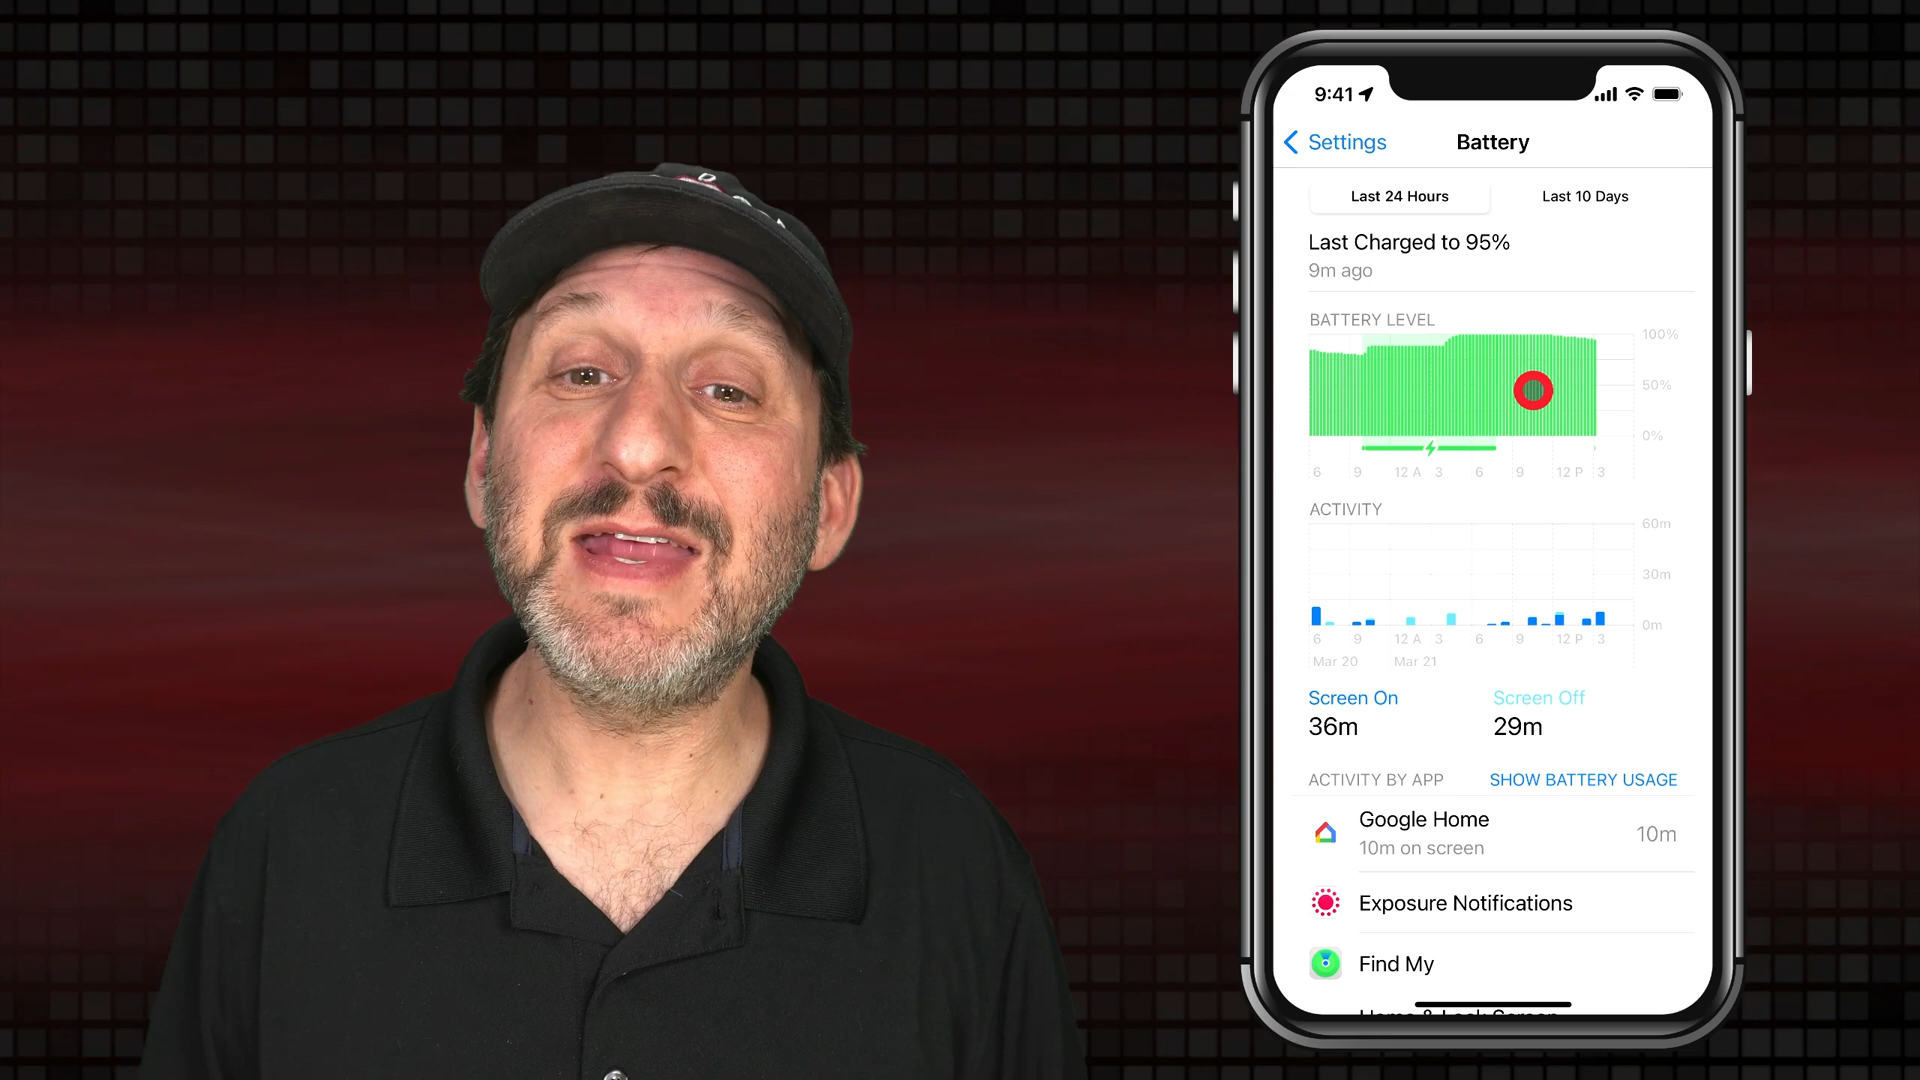 9:41
Settings
Battery
Last 24 Hours Last 10 Days
Last Charged to 95%
9m ago
BATTERY LEVEL
100%
50%
0%
6 9 12 A 3 6 9 12 P 3
ACTIVITY
60m
30m
0m
6 9 12 A 3 6 9 12 P 3
Mar 20 Mar 21
Screen On Screen Off
36m 29m
ACTIVITY BY APP SHOW BATTERY USAGE
Google Home
10m on screen
10m
Exposure Notifications
Find My
Home & Lock Screen